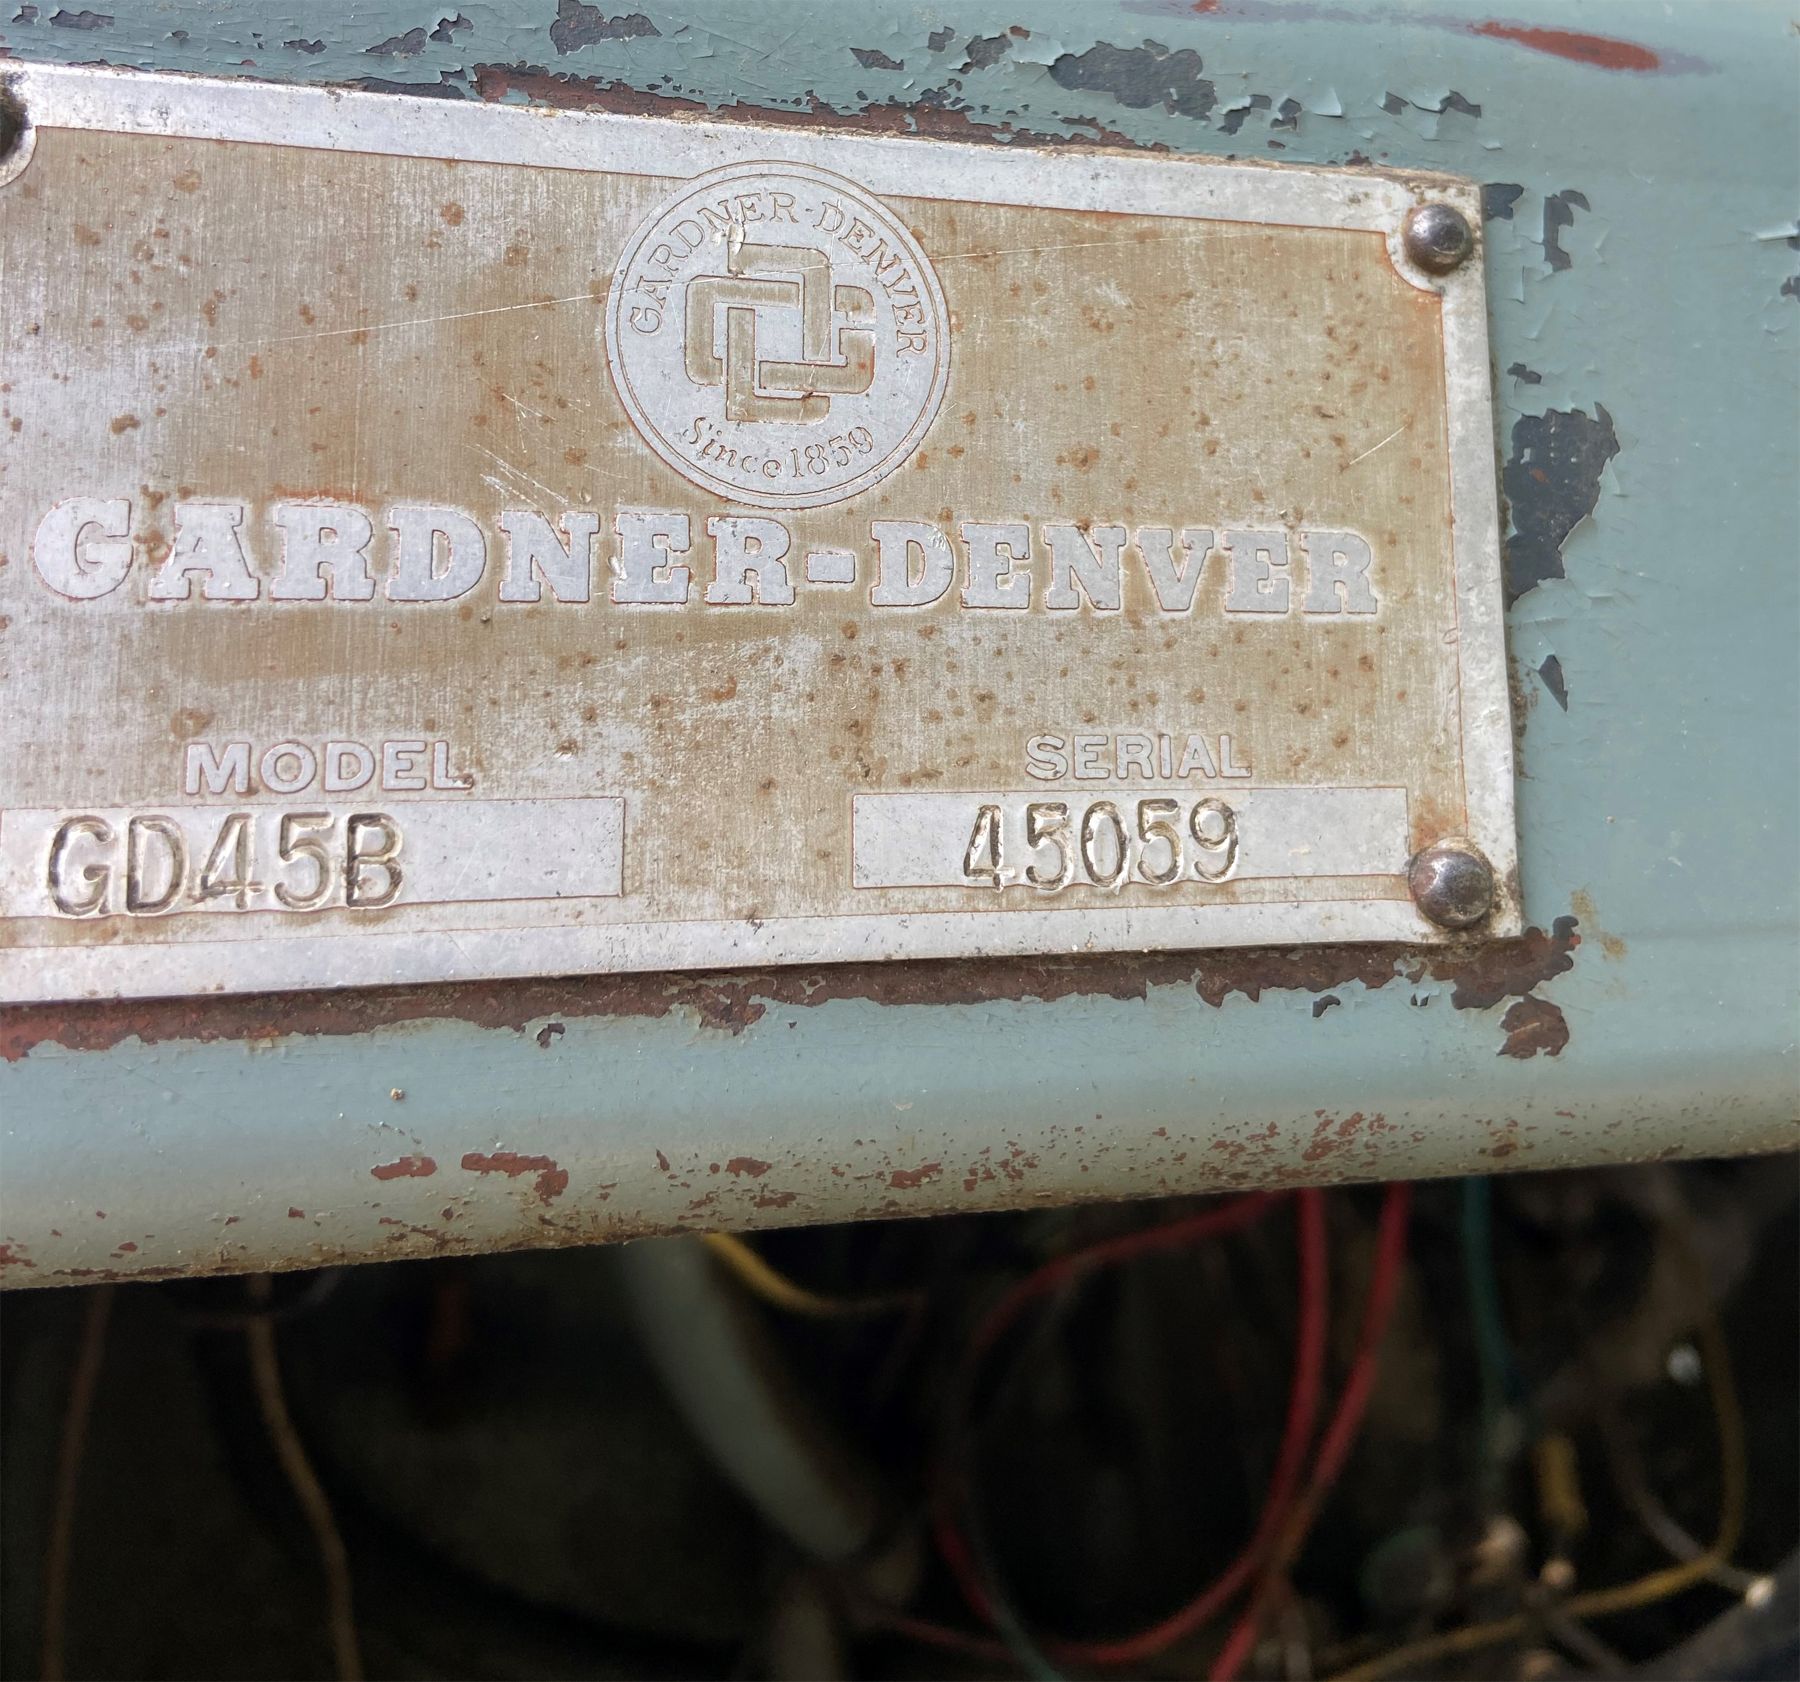 GARDNER-DENVER
Since 1859
GARDNER-DENVER
MODEL
GD45B
SERIAL
45059